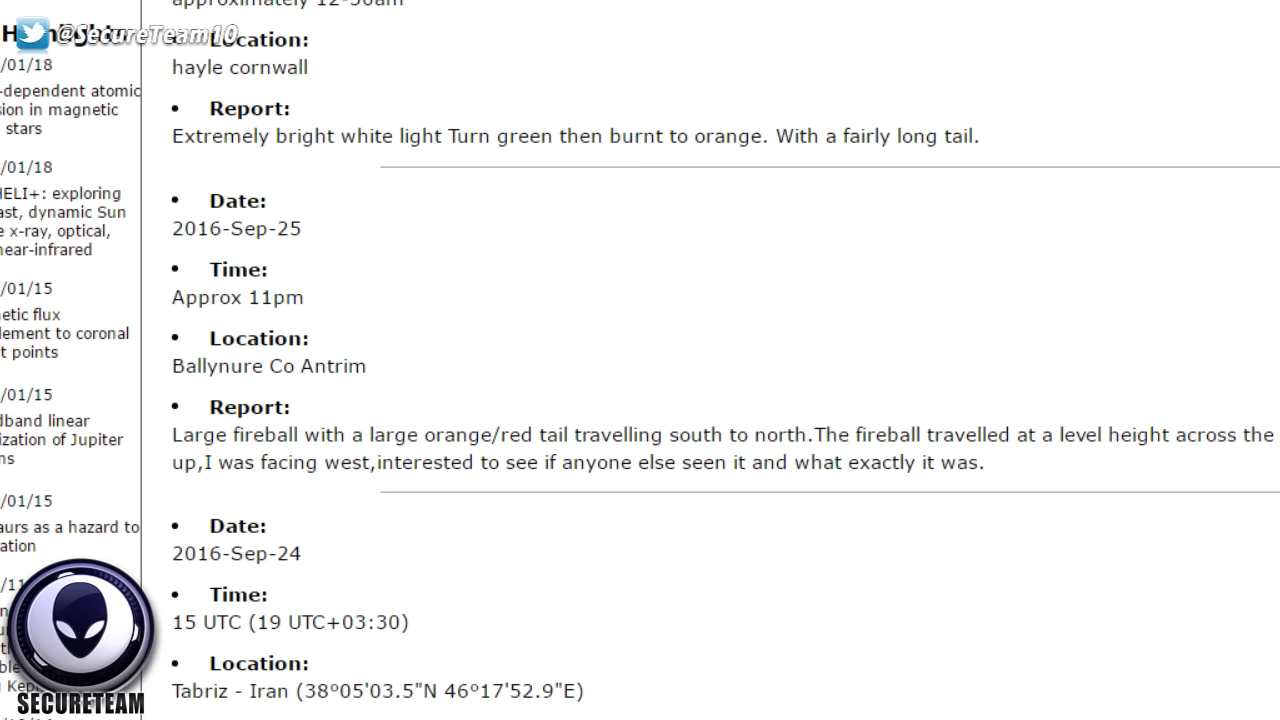 approximately 12-30am
@SecureTeam10
Location:
hayle cornwall
Report:
Extremely bright white light Turn green then burnt to orange. With a fairly long tail.
Date:
2016-Sep-25
Time:
Approx 11pm
Location:
Ballynure Co Antrim
Report:
Large fireball with a large orange/red tail travelling south to north.The fireball travelled at a level height across the
up,I was facing west,interested to see if anyone else seen it and what exactly it was.
Date:
2016-Sep-24
Time:
15 UTC (19 UTC+03:30)
Location:
Tabriz - Iran (38º05'03.5"N 46º17'52.9"E)
/01/18
-dependent atomic
sion in magnetic
stars
/01/18
HELI+: exploring
ast, dynamic Sun
e x-ray, optical,
near-infrared
/01/15
etic flux
lement to coronal
t points
/01/15
dband linear
ization of Jupiter
ns
/01/15
aurs as a hazard to
ation
/11
SECURETEAM